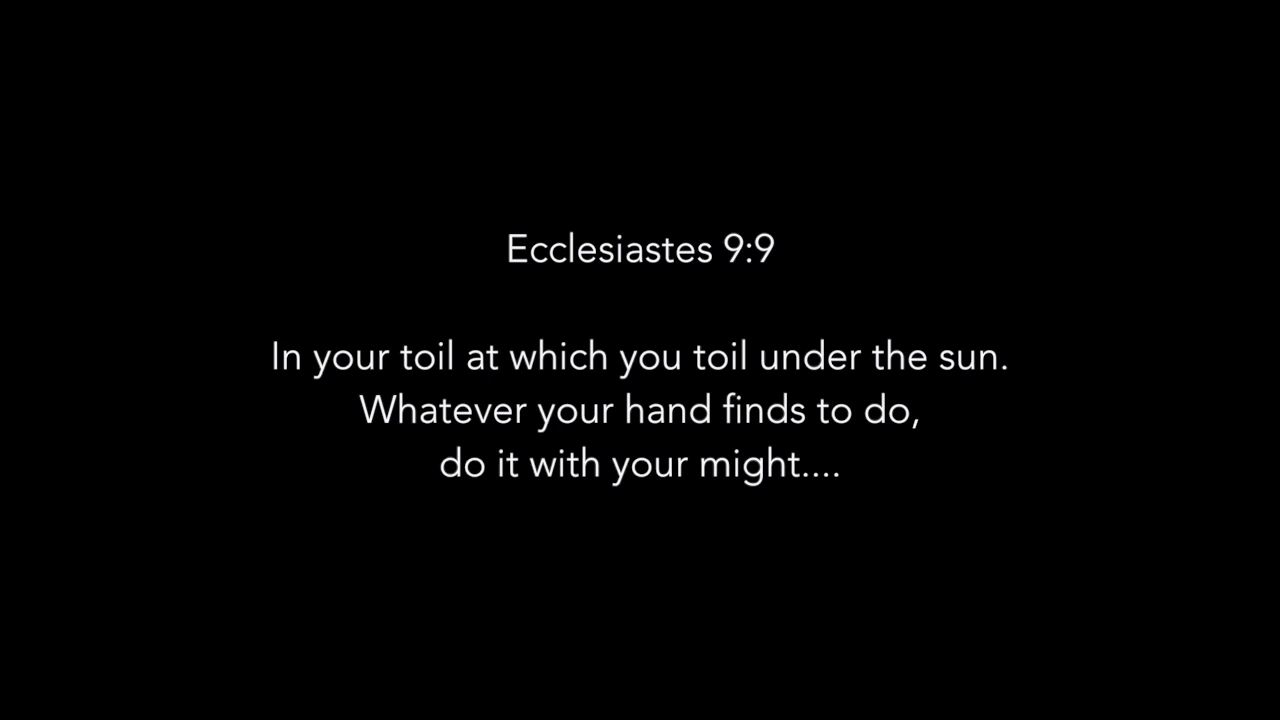 Ecclesiastes 9:9
In your toil at which you toil under the sun.
Whatever your hand finds to do,
do it with your might....